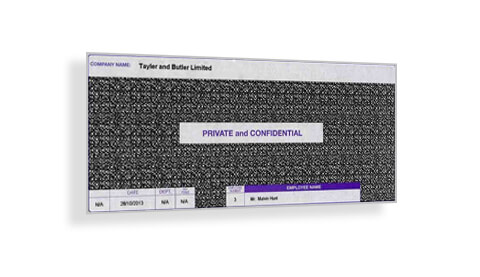 COMPANY NAME: Tayler and Butler Limited
PRIVATE and CONFIDENTIAL
DATE DEPT.
N/A 28/10/2013 N/A N/A
EMPLOYEE NAME
3 Mr. Malvin Hunt